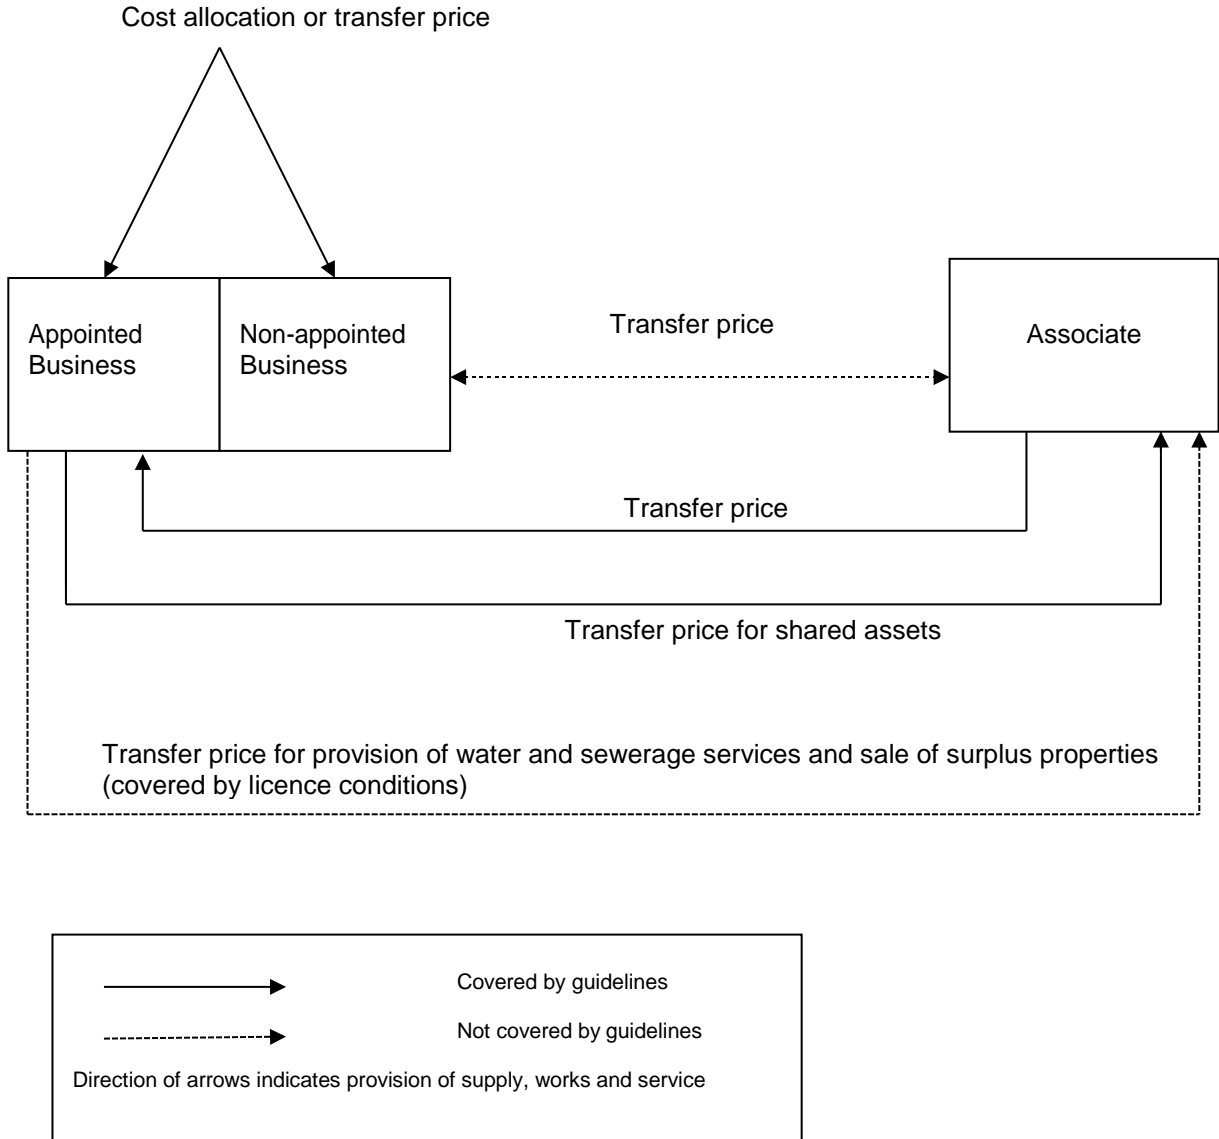 Cost allocation or transfer price
Appointed
Business
Non-appointed
Business
Transfer price
Associate
Transfer price
Transfer price for shared assets
Transfer price for provision of water and sewerage services and sale of surplus properties
(covered by licence conditions)
Covered by guidelines
Not covered by guidelines
Direction of arrows indicates provision of supply, works and service